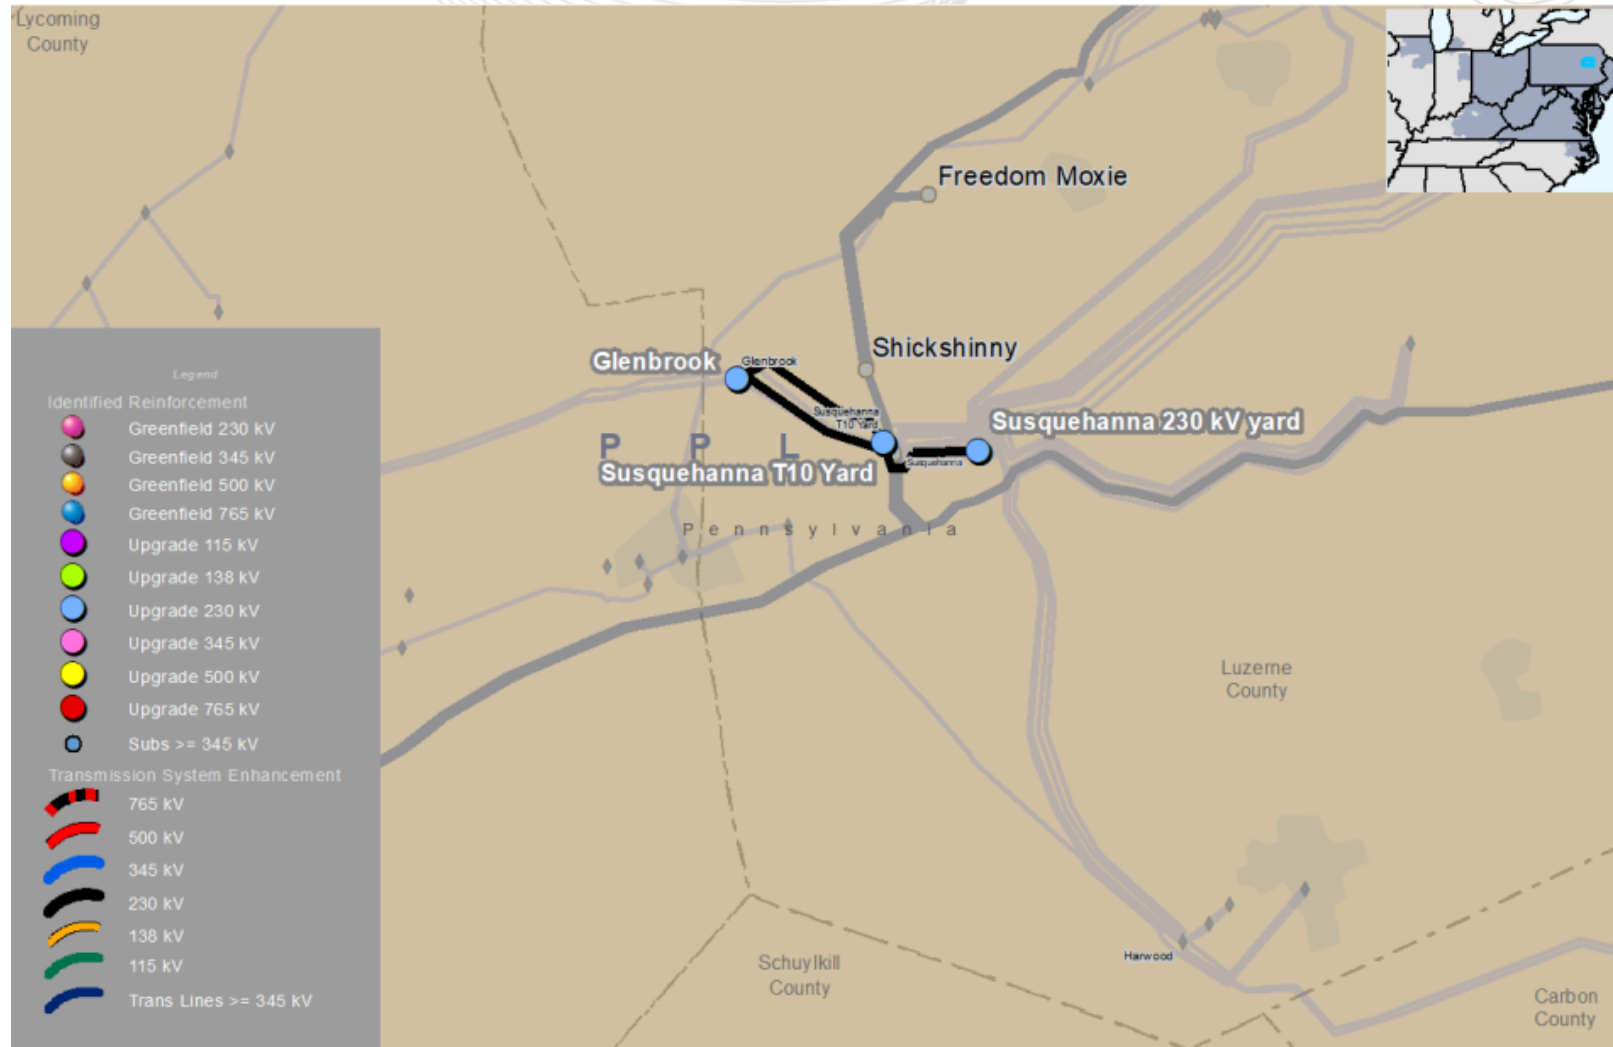 Lycoming
County
Freedom Moxie
Shickshinny
Glenbrook
Glenbrook
Susquehanna
T10 Yard
Susquehanna 230 kV yard
P P L
Susquehanna
Susquehanna T10 Yard
Pennsylvania
Legend
Identified Reinforcement
Greenfield 230 kV
Greenfield 345 kV
Greenfield 500 kV
Greenfield 765 kV
Upgrade 115 kV
Upgrade 138 kV
Upgrade 230 kV
Upgrade 345 kV
Upgrade 500 kV
Upgrade 765 kV
Subs >= 345 kV
Transmission System Enhancement
765 kV
500 kV
345 kV
230 kV
138 kV
115 kV
Trans Lines >= 345 kV
Luzerne
County
Harwood
Schuylkill
County
Carbon
County